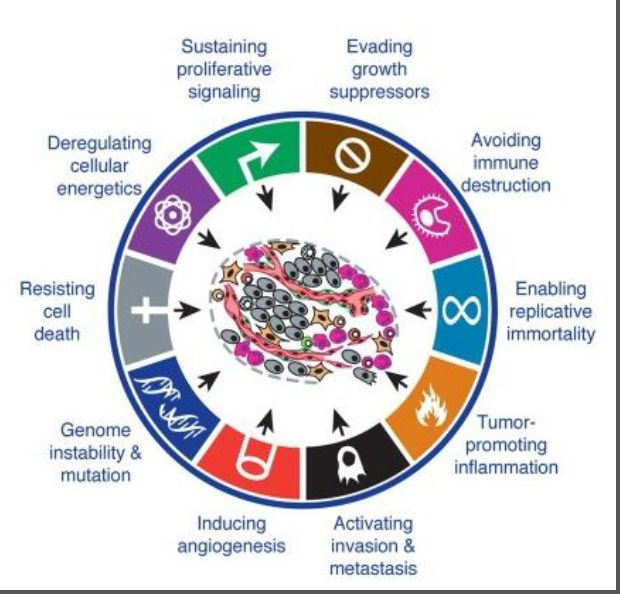 Sustaining
proliferative
signaling
Evading
growth
suppressors
Avoiding
immune
destruction
Enabling
replicative
immortality
Tumor-
promoting
inflammation
Activating
invasion &
metastasis
Inducing
angiogenesis
Genome
instability &
mutation
Resisting
cell
death
Deregulating
cellular
energetics